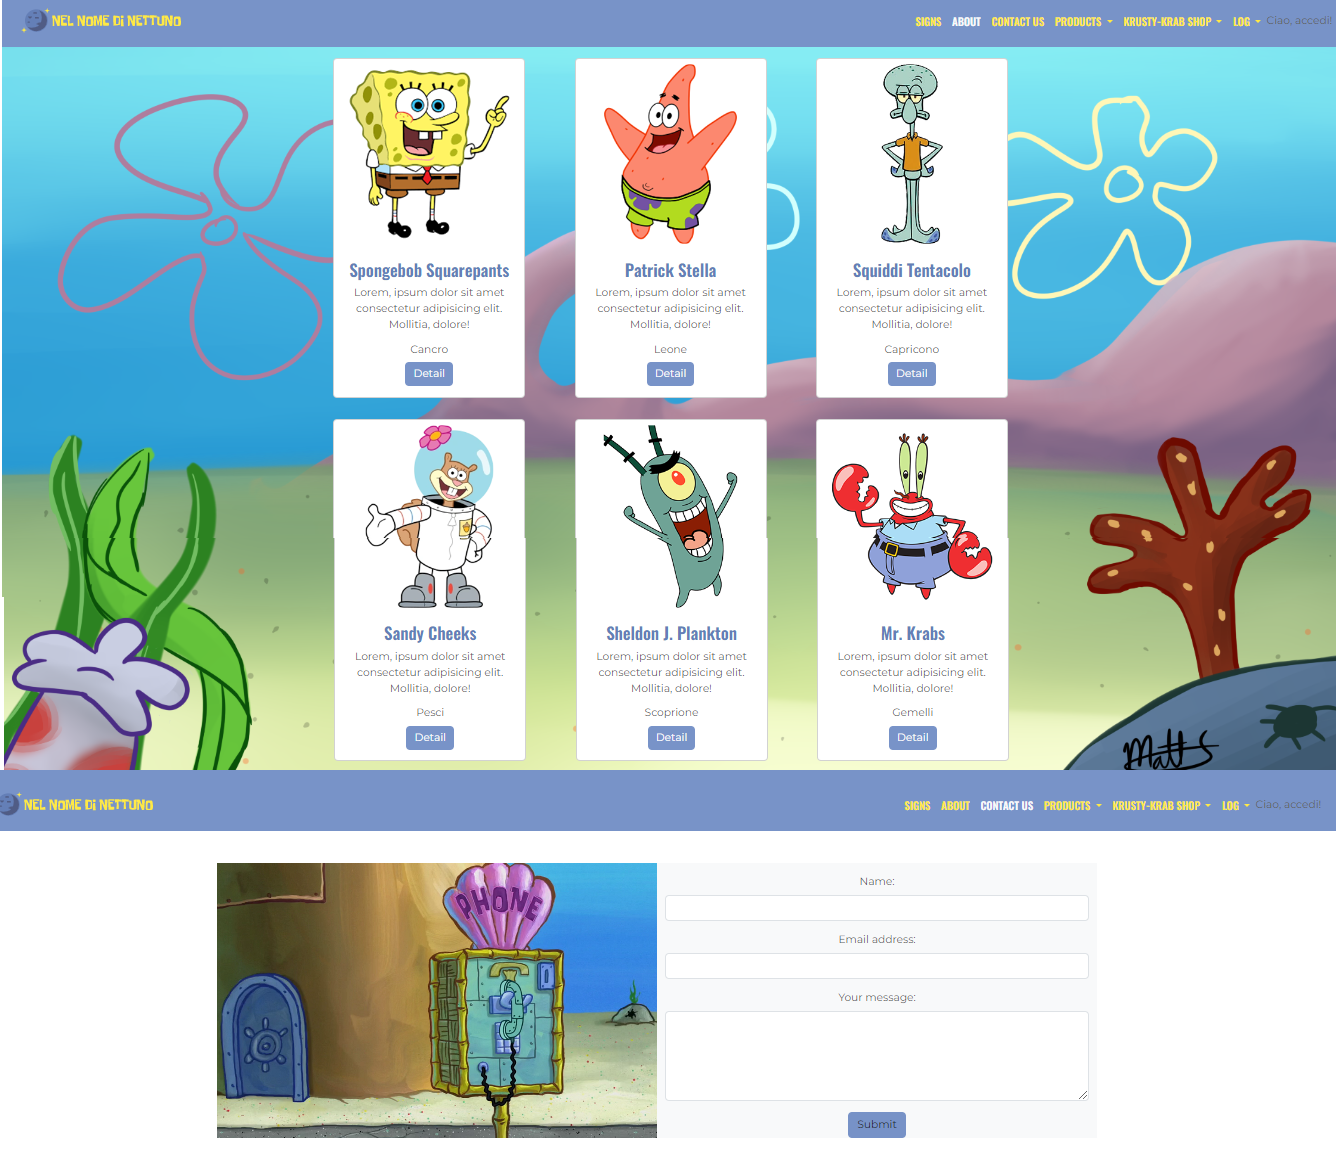 NEL NOME Di NETTUNO
SIGNS ABOUT CONTACT US PRODUCTS KRUSTY-KRAB SHOP LOG Ciao, accedi!
Spongebob Squarepants
Lorem, ipsum dolor sit amet
consectetur adipisicing elit.
Mollitia, dolore!
Cancro
Detail
Patrick Stella
Lorem, ipsum dolor sit amet
consectetur adipisicing elit.
Mollitia, dolore!
Leone
Detail
Squiddi Tentacolo
Lorem, ipsum dolor sit amet
consectetur adipisicing elit.
Mollitia, dolore!
Capricono
Detail
Sandy Cheeks
Lorem, ipsum dolor sit amet
consectetur adipisicing elit.
Mollitia, dolore!
Pesci
Detail
Sheldon J. Plankton
Lorem, ipsum dolor sit amet
consectetur adipisicing elit.
Mollitia, dolore!
Scoprione
Detail
Mr. Krabs
Lorem, ipsum dolor sit amet
consectetur adipisicing elit.
Mollitia, dolore!
Gemelli
Detail
NEL NOME Di NETTUNO
SIGNS ABOUT CONTACT US PRODUCTS KRUSTY-KRAB SHOP LOG Ciao, accedi!
PHONE
Name:
Email address:
Your message:
Submit